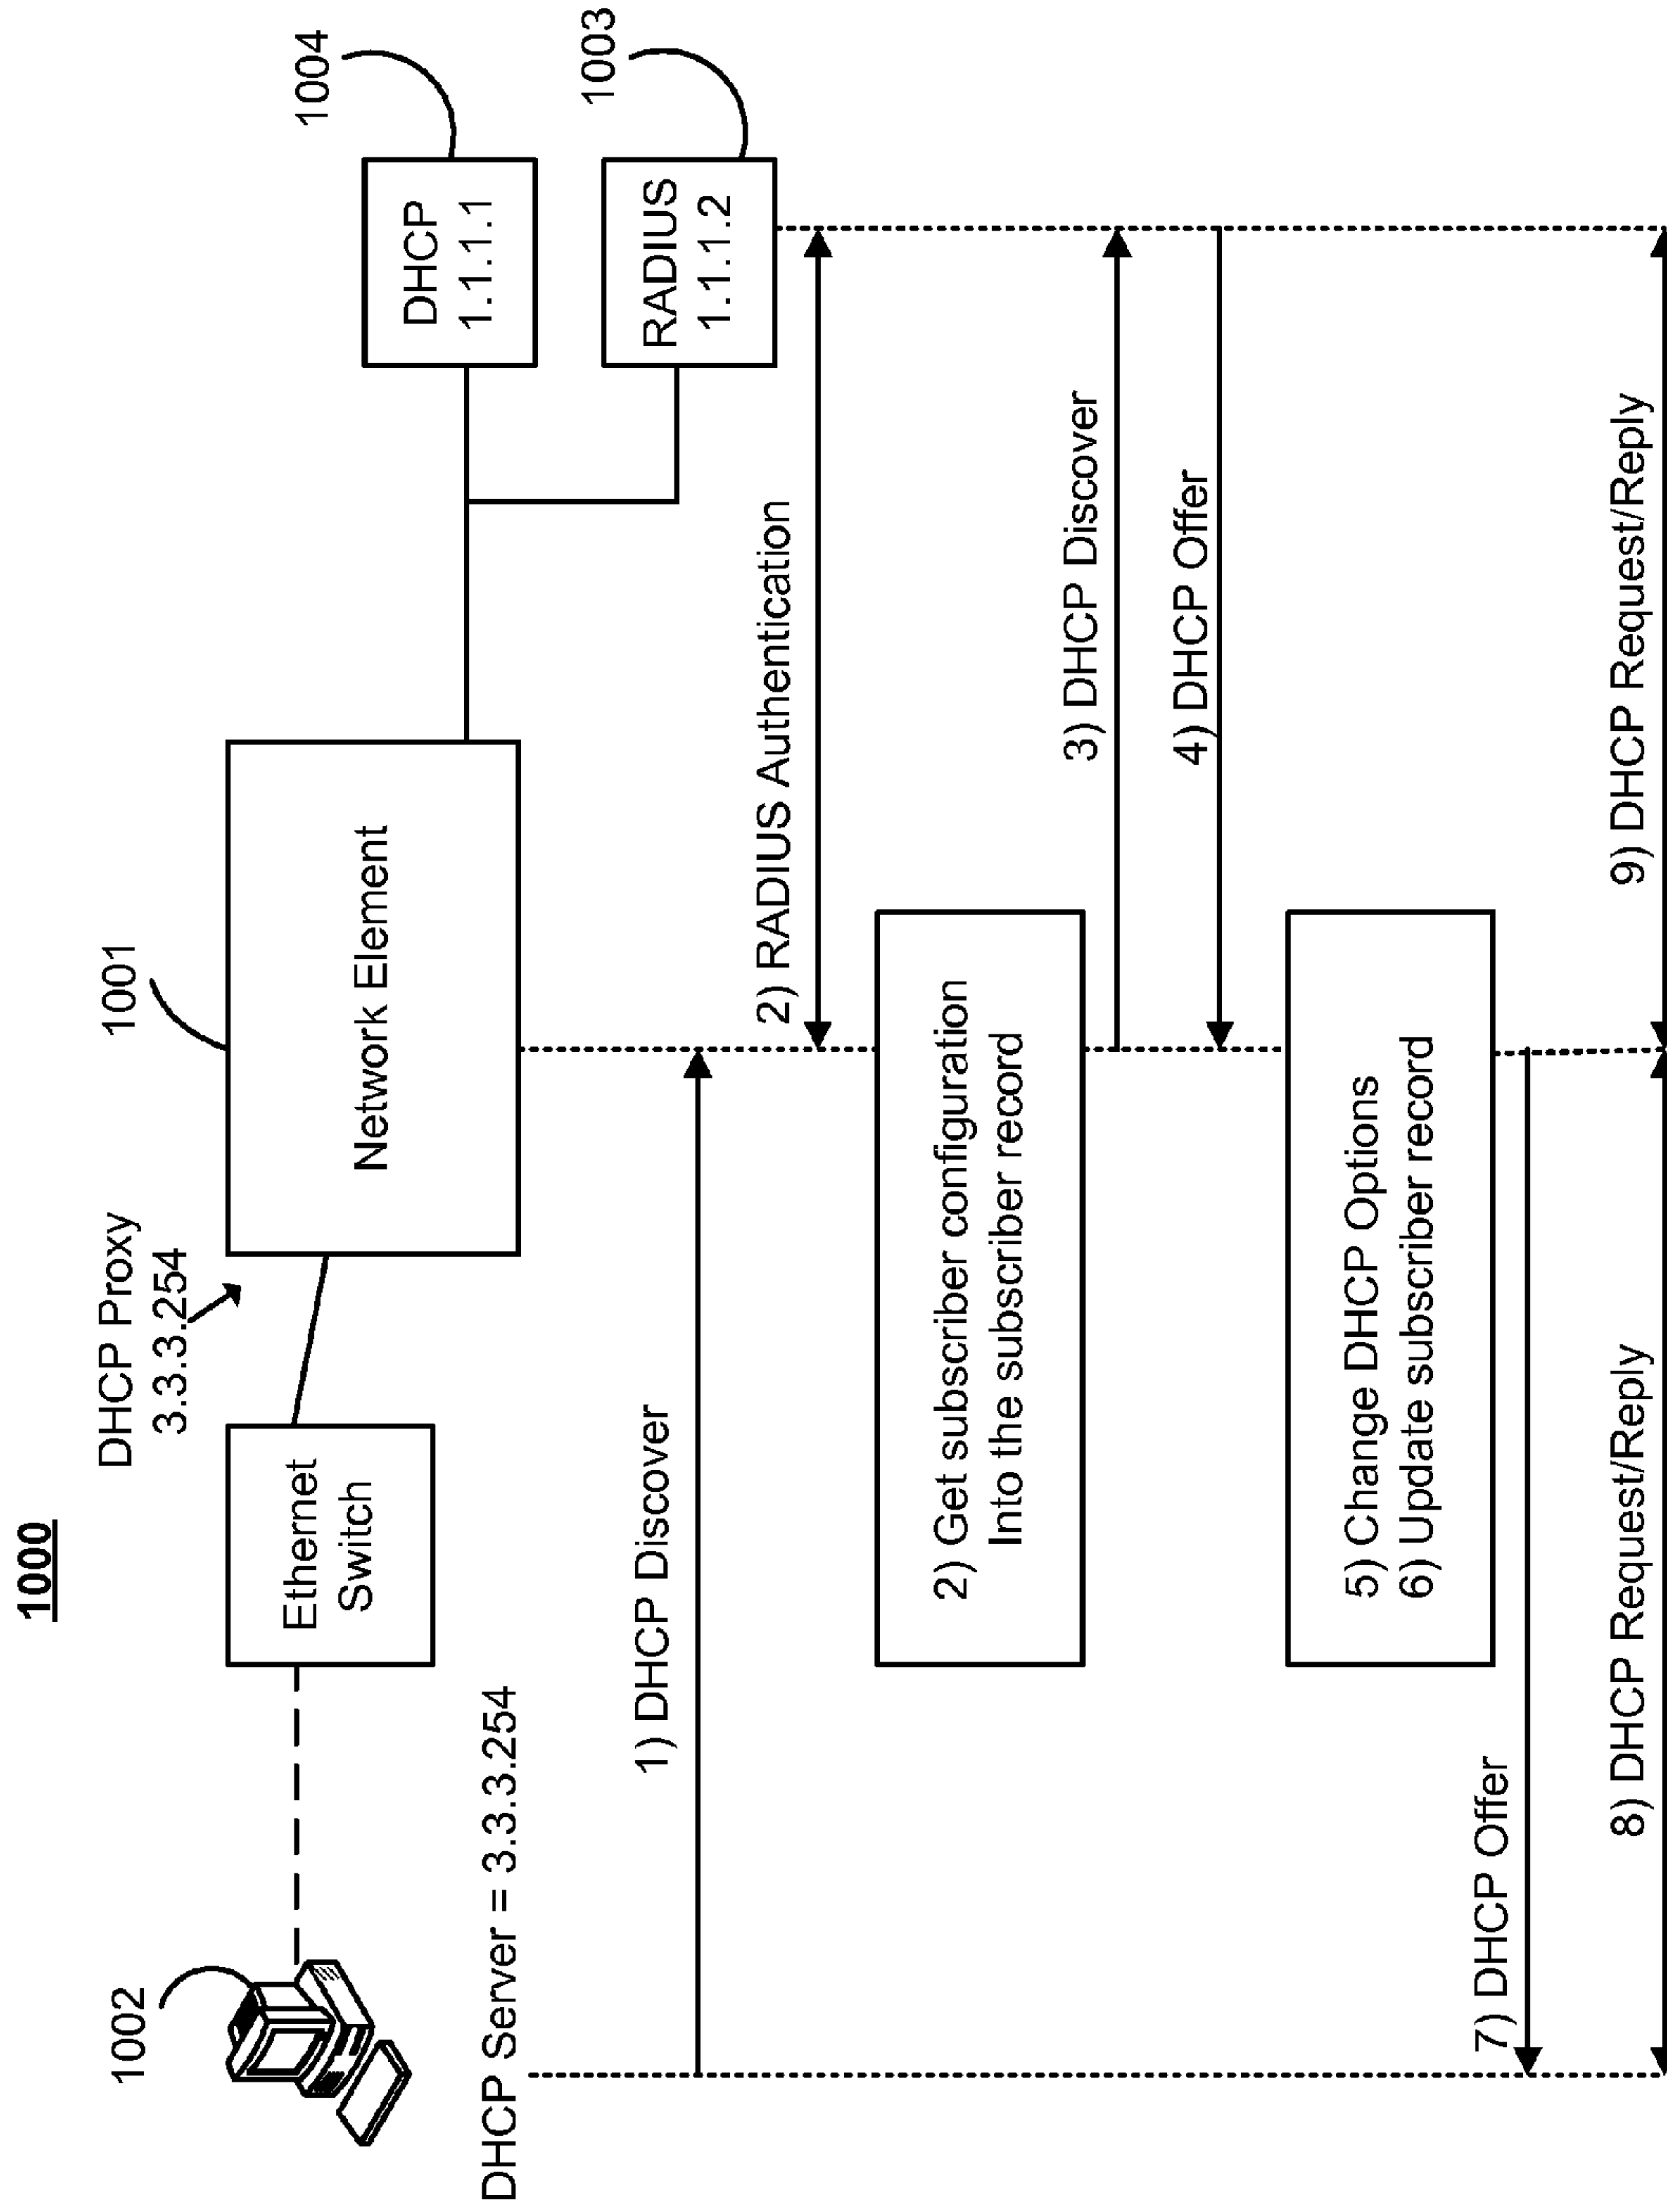 1000
1002
Ethernet
Switch
DHCP Proxy
3.3.3.254
1001
Network Element
DHCP
1.1.1.1
1004
RADIUS
1.1.1.2
1003
DHCP Server = 3.3.3.254
1) DHCP Discover
2) RADIUS Authentication
2) Get subscriber configuration
Into the subscriber record
3) DHCP Discover
4) DHCP Offer
5) Change DHCP Options
6) Update subscriber record
7) DHCP Offer
8) DHCP Request/Reply
9) DHCP Request/Reply